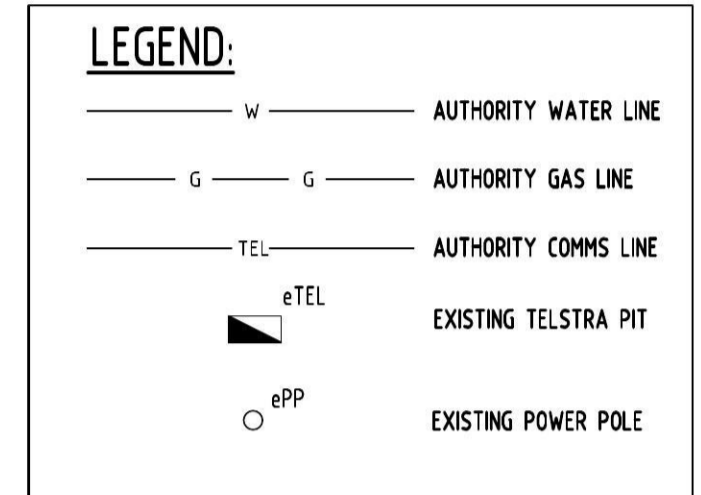 LEGEND:
W AUTHORITY WATER LINE
G G AUTHORITY GAS LINE
TEL AUTHORITY COMMS LINE
eTEL
EXISTING TELSTRA PIT
ePP
EXISTING POWER POLE